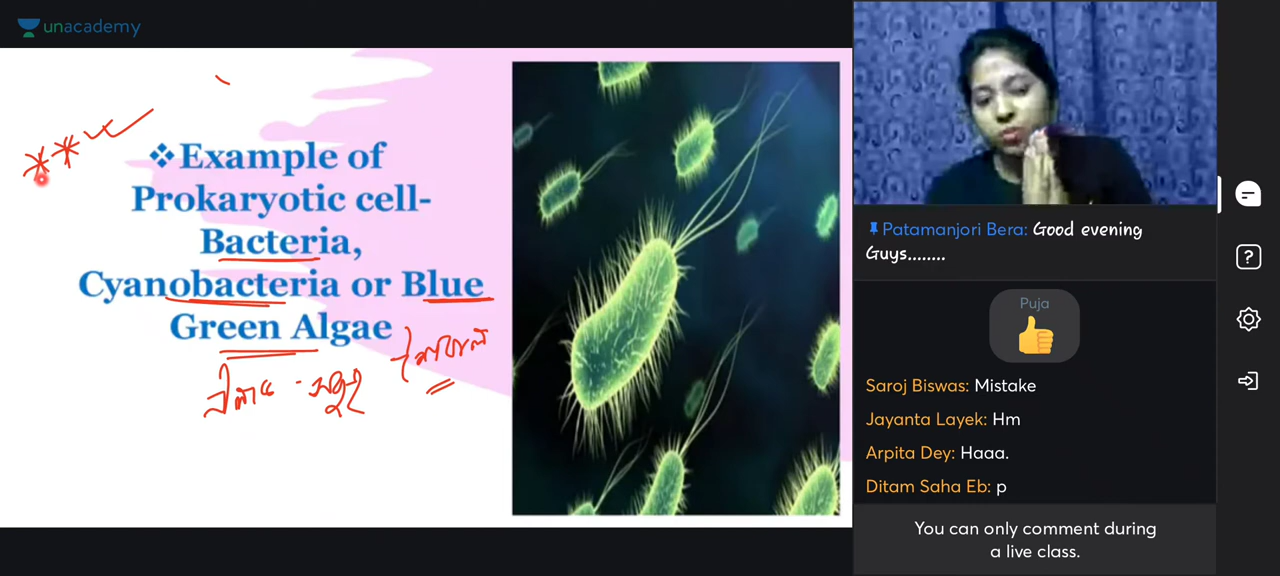 unacademy
❖Example of
Prokaryotic cell-
Bacteria,
Cyanobacteria or Blue
Green Algae
শৈবাল
Patamanjori Bera: Good evening
Guys........
Puja
Saroj Biswas: Mistake
Jayanta Layek: Hm
Arpita Dey: Haaa.
Ditam Saha Eb: p
You can only comment during
a live class.